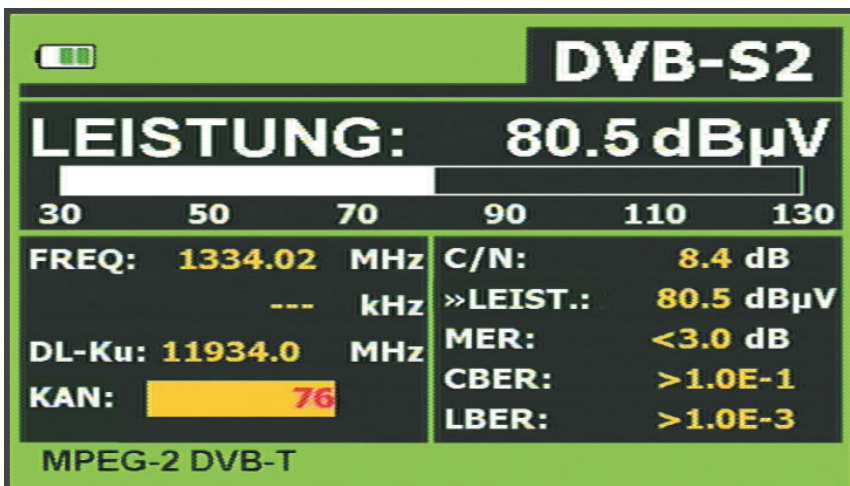 DVB-S2
LEISTUNG: 80.5 dBµV
30 50 70 90 110 130
FREQ: 1334.02 MHz
--- kHz
DL-Ku: 11934.0 MHz
KAN: 76
C/N: 8.4 dB
»LEIST.: 80.5 dBµV
MER: <3.0 dB
CBER: >1.0E-1
LBER: >1.0E-3
MPEG-2 DVB-T